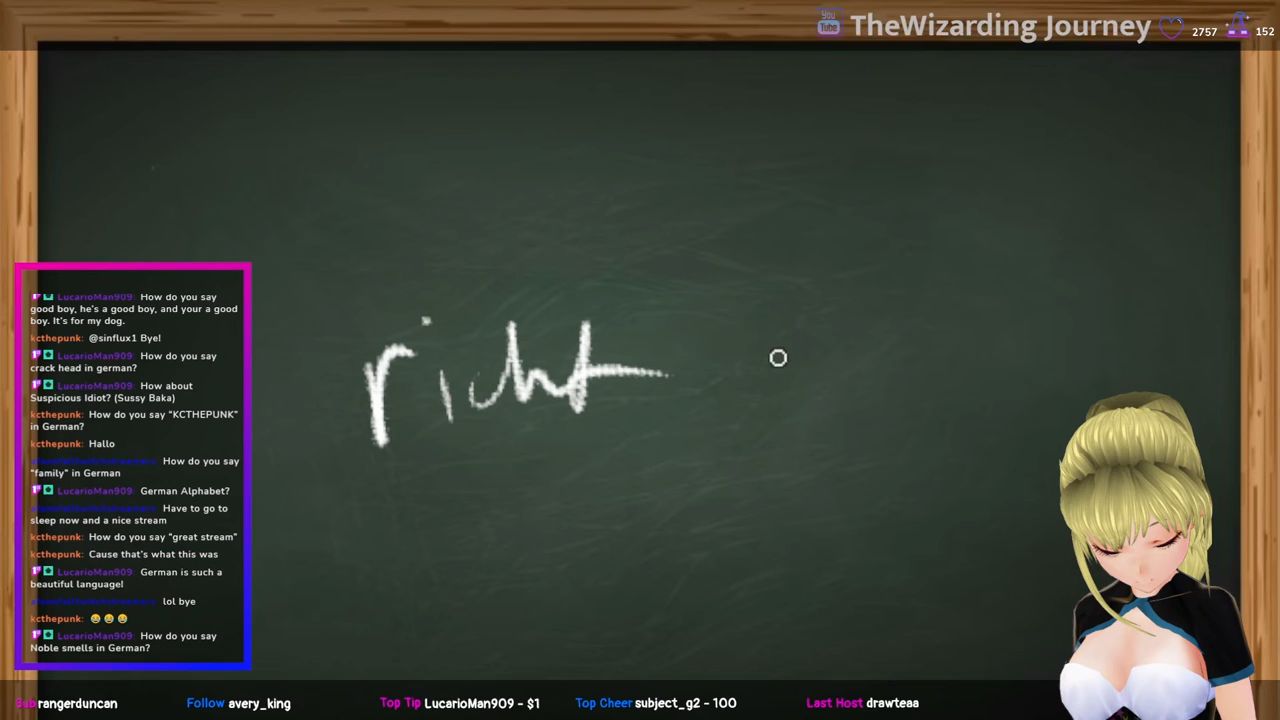 You
Tube
TheWizarding Journey
2757
152
richt
LucarioMan909: How do you say
good boy, he's a good boy, and your a good
boy. It's for my dog.
kcthepunk: @sinflux1 Bye!
LucarioMan909: How do you say
crack head in german?
LucarioMan909: How about
Suspicious Idiot? (Sussy Baka)
kcthepunk: How do you say "KCTHEPUNK"
in German?
kcthepunk: Hallo
How do you say
"family" in German
LucarioMan909: German Alphabet?
Have to go to
sleep now and a nice stream
kcthepunk: How do you say "great stream"
kcthepunk: Cause that's what this was
LucarioMan909: German is such a
beautiful language!
lol bye
kcthepunk: 😂 😂 😂
LucarioMan909: How do you say
Noble smells in German?
Sub rangerduncan
Follow avery_king
Top Tip LucarioMan909 - $1
Top Cheer subject_g2 - 100
Last Host drawteaa